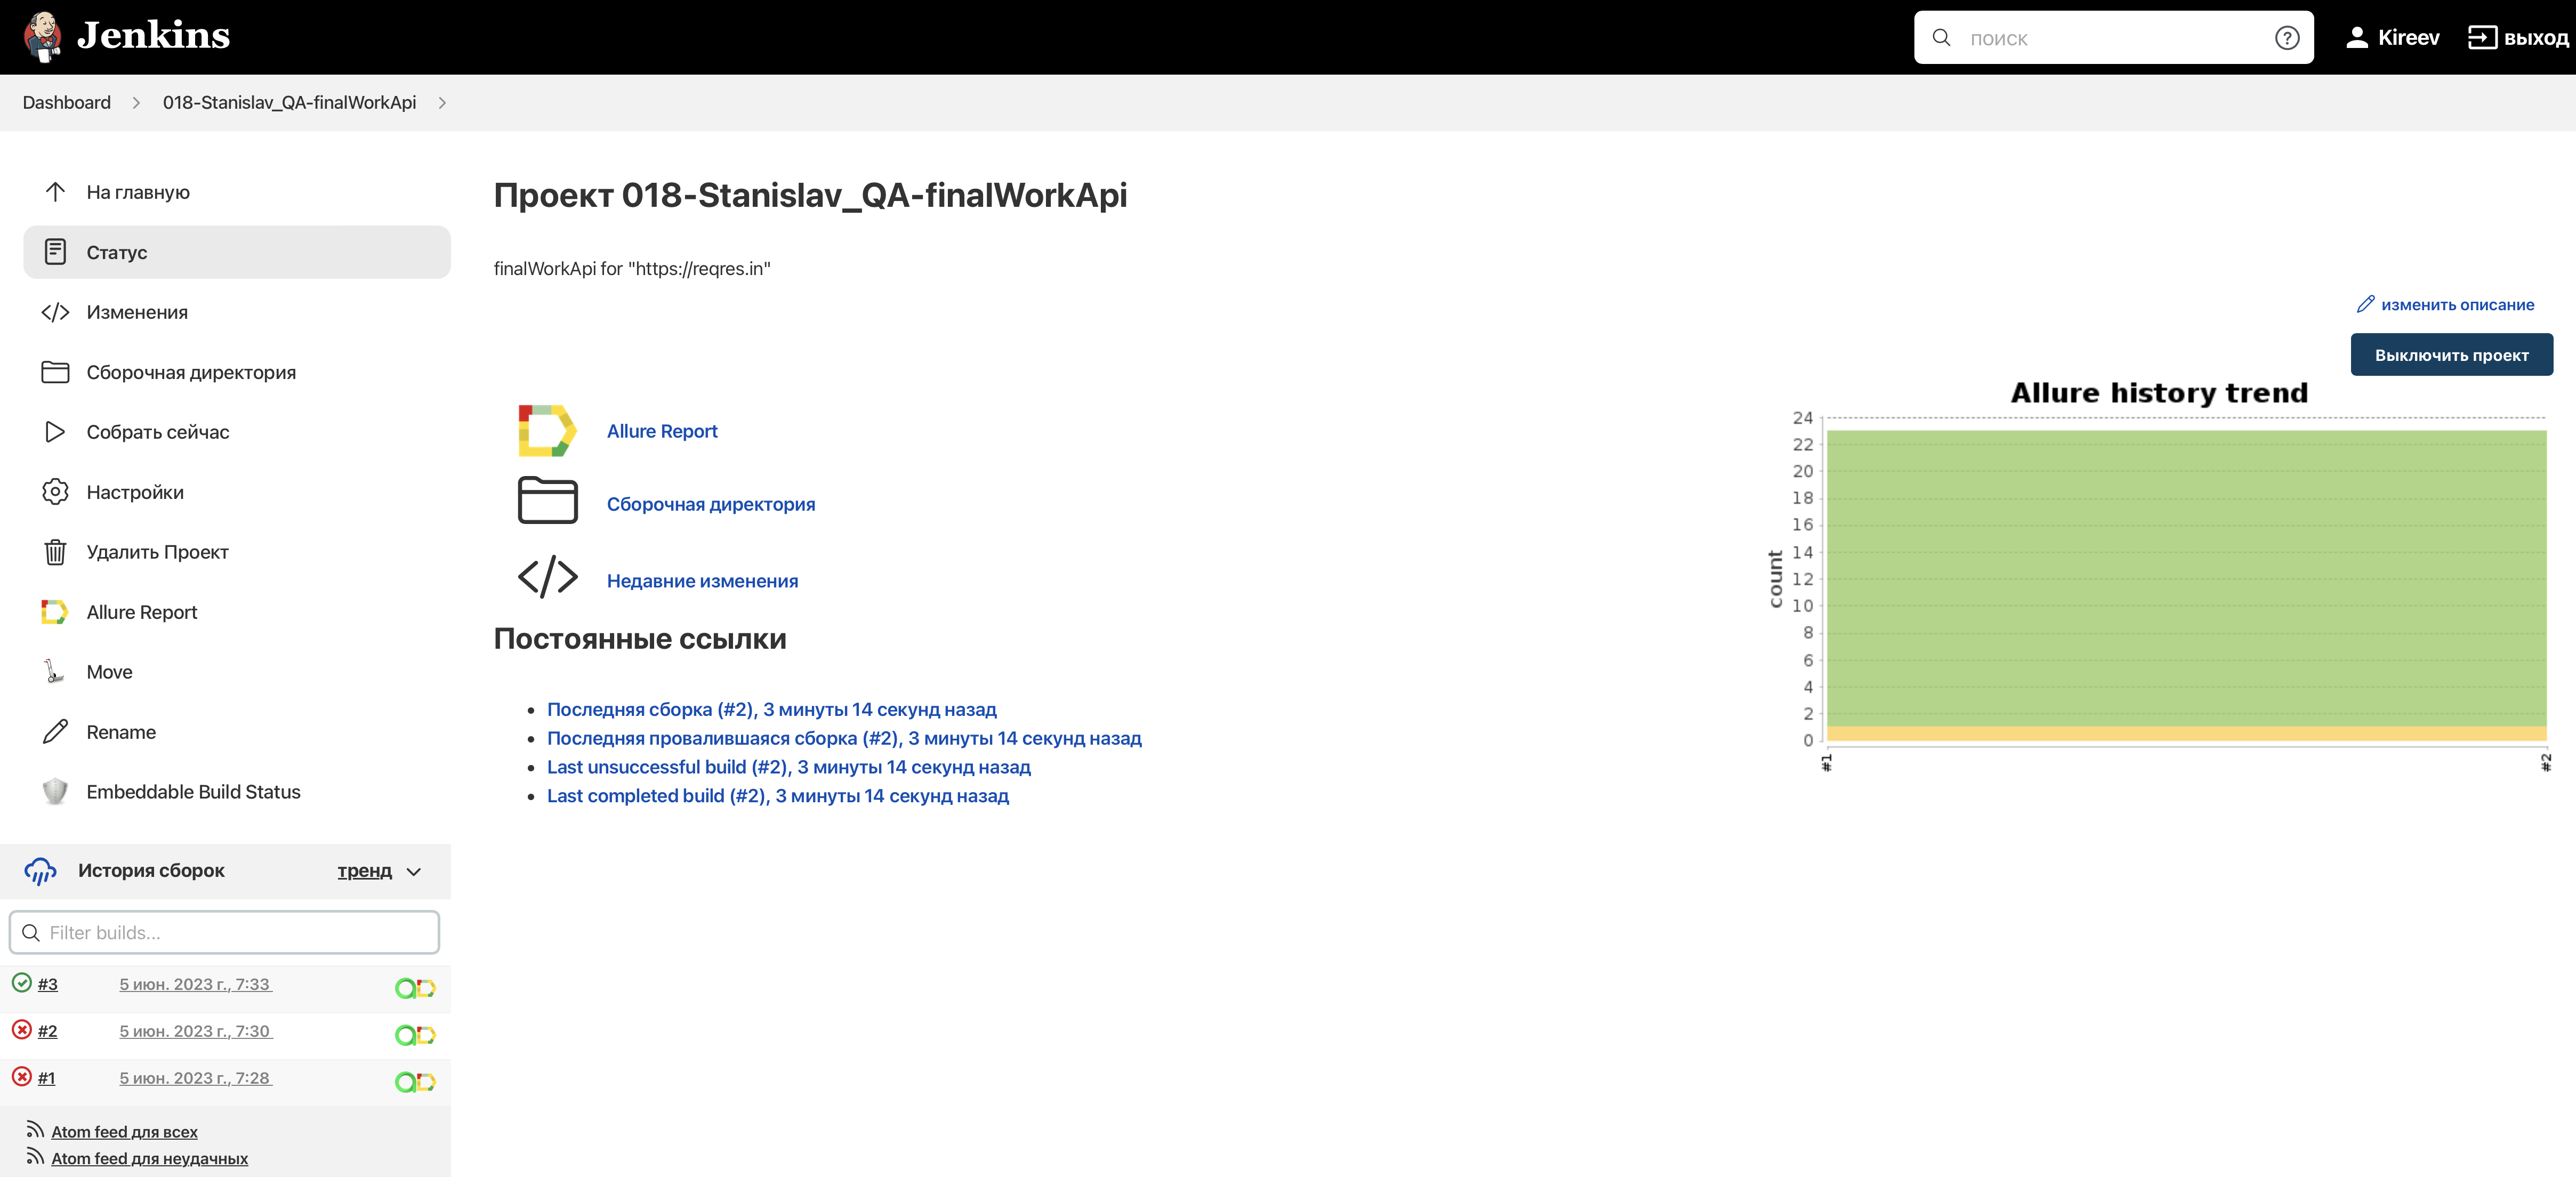 Jenkins
поиск
Kireev
выход
Dashboard
018-Stanislav_QA-finalWorkApi
На главную
Статус
Изменения
Сборочная директория
Собрать сейчас
Настройки
Удалить Проект
Allure Report
Move
Rename
Embeddable Build Status
История сборок
тренд
Filter builds...
#3 5 июн. 2023 г., 7:33
#2 5 июн. 2023 г., 7:30
#1 5 июн. 2023 г., 7:28
Atom feed для всех
Atom feed для неудачных
Проект 018-Stanislav_QA-finalWorkApi
finalWorkApi for "https://reqres.in"
изменить описание
Выключить проект
Allure Report
Сборочная директория
Недавние изменения
Постоянные ссылки
Последняя сборка (#2), 3 минуты 14 секунд назад
Последняя провалившаяся сборка (#2), 3 минуты 14 секунд назад
Last unsuccessful build (#2), 3 минуты 14 секунд назад
Last completed build (#2), 3 минуты 14 секунд назад
Allure history trend
24
22
20
18
16
14
12
10
8
6
4
2
0
count
#1
#2